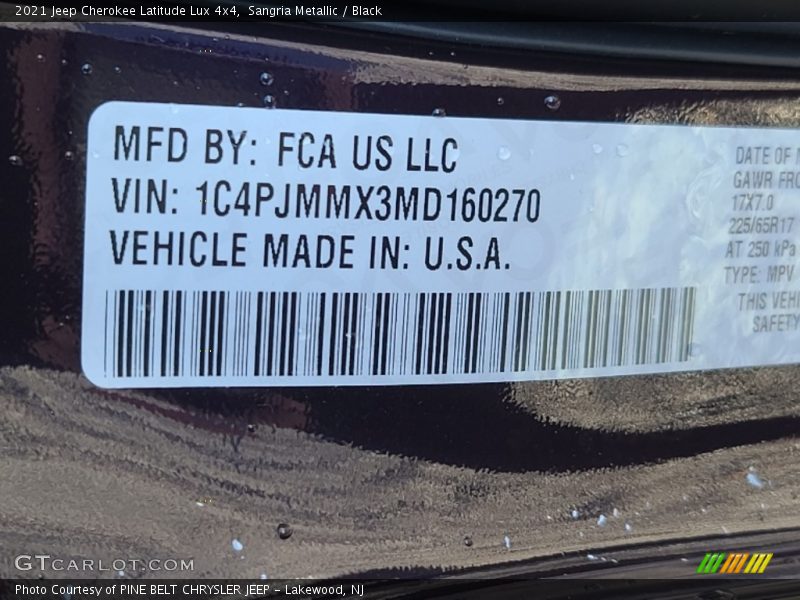 2021 Jeep Cherokee Latitude Lux 4x4, Sangria Metallic / Black
MFD BY: FCA US LLC
VIN: 1C4PJMMX3MD160270
VEHICLE MADE IN: U.S.A.
DATE OF
GAWR
17X7.0
225/65R17
AT 250 kPa
TYPE: MPV
THIS
SAFETY
GTCARLOT.COM
Photo Courtesy of PINE BELT CHRYSLER JEEP - Lakewood, NJ